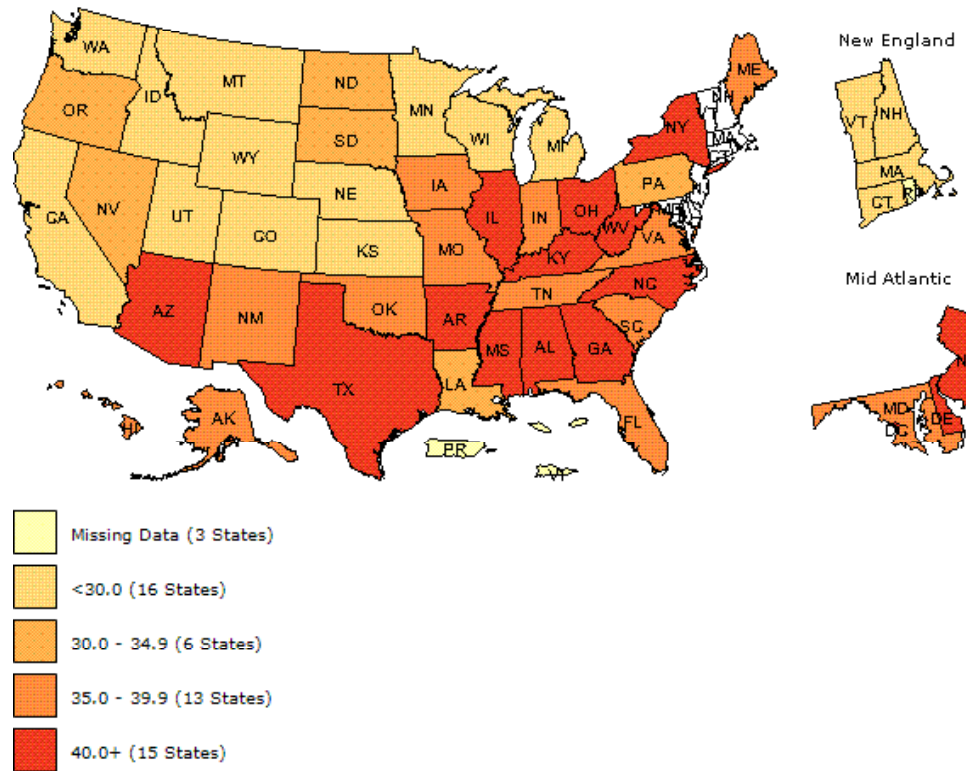 New England
WA
MT
ND
ME
ID
OR
MN
NH
VT
NH
NY
WI
SD
MI
WY
MA
MA
IA
PA
NE
CT
NV
IL
IN
OH
UT
CA
CO
WV
VA
KS
MO
KY
Mid Atlantic
TN
NC
AZ
OK
NM
AR
SC
MS
AL
GA
TX
LA
MD
DE
AK
FL
DC
HI
PR
VI
Missing Data (3 States)
<30.0 (16 States)
30.0 - 34.9 (6 States)
35.0 - 39.9 (13 States)
40.0+ (15 States)